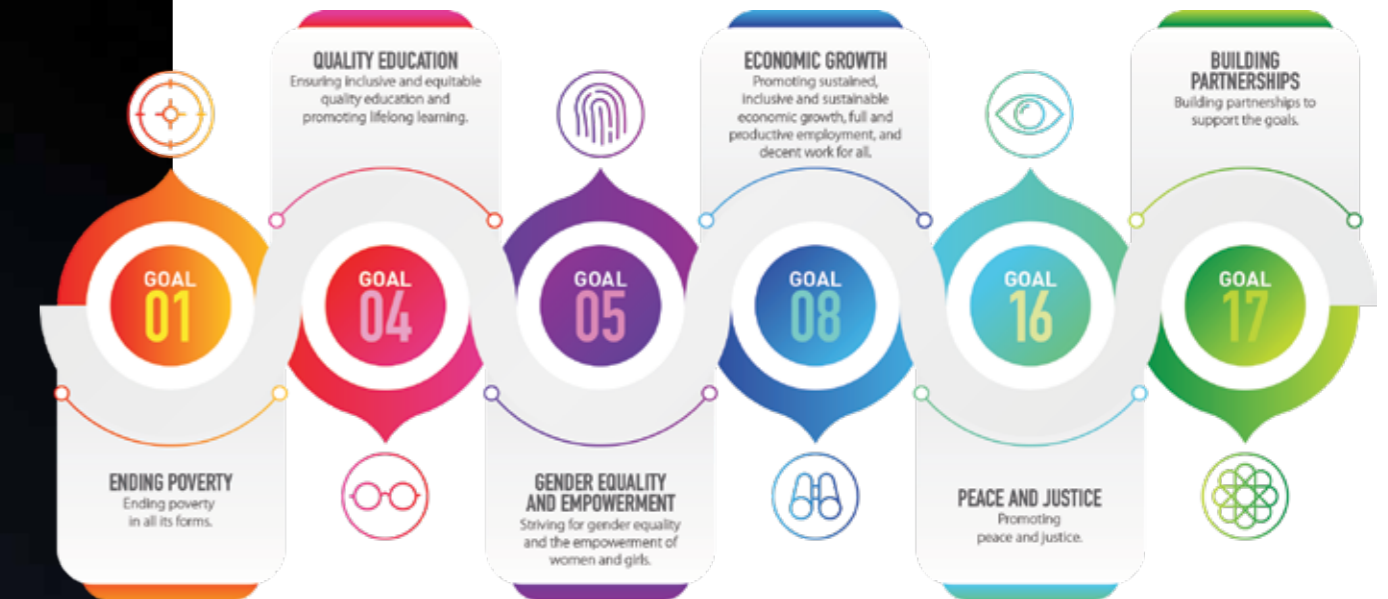 GOAL
01
ENDING POVERTY
Ending poverty
in all its forms.
QUALITY EDUCATION
Ensuring inclusive and equitable
quality education and
promoting lifelong learning.
GOAL
04
GOAL
05
GENDER EQUALITY
AND EMPOWERMENT
Striving for gender equality
and the empowerment of
women and girls.
ECONOMIC GROWTH
Promoting sustained,
inclusive and sustainable
economic growth, full and
productive employment, and
decent work for all.
GOAL
08
GOAL
16
PEACE AND JUSTICE
Promoting
peace and justice.
BUILDING
PARTNERSHIPS
Building partnerships to
support the goals.
GOAL
17